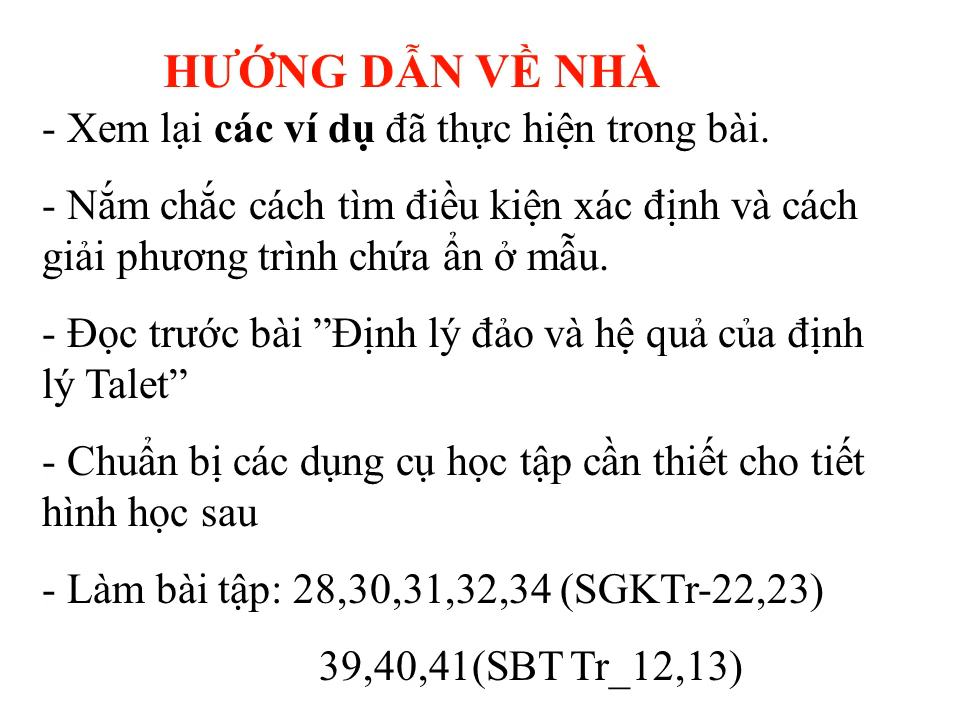 HƯỚNG DẪN VỀ NHÀ
- Xem lại các ví dụ đã thực hiện trong bài.
- Nắm chắc cách tìm điều kiện xác định và cách
giải phương trình chứa ẩn ở mẫu.
- Đọc trước bài ”Định lý đảo và hệ quả của định
lý Talet”
- Chuẩn bị các dụng cụ học tập cần thiết cho tiết
hình học sau
- Làm bài tập: 28,30,31,32,34 (SGKTr-22,23)
39,40,41(SBT Tr_12,13)